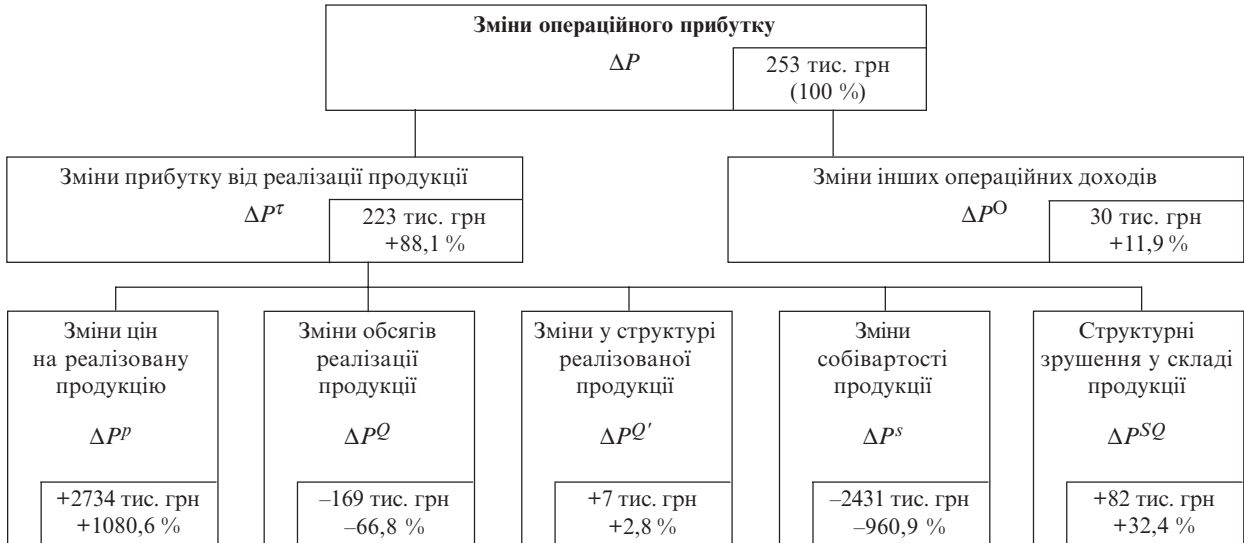 Зміни операційного прибутку
ΔP
253 тис. грн
(100 %)
Зміни прибутку від реалізації продукції
ΔP^τ
223 тис. грн
+88,1 %
Зміни інших операційних доходів
ΔP^O
30 тис. грн
+11,9 %
Зміни цін
на реалізовану
продукцію
ΔP^p
+2734 тис. грн
+1080,6 %
Зміни обсягів
реалізації
продукції
ΔP^Q
–169 тис. грн
–66,8 %
Зміни у структурі
реалізованої
продукції
ΔP^Q'
+7 тис. грн
+2,8 %
Зміни
собівартості
продукції
ΔP^s
–2431 тис. грн
–960,9 %
Структурні
зрушення у складі
продукції
ΔP^SQ
+82 тис. грн
+32,4 %